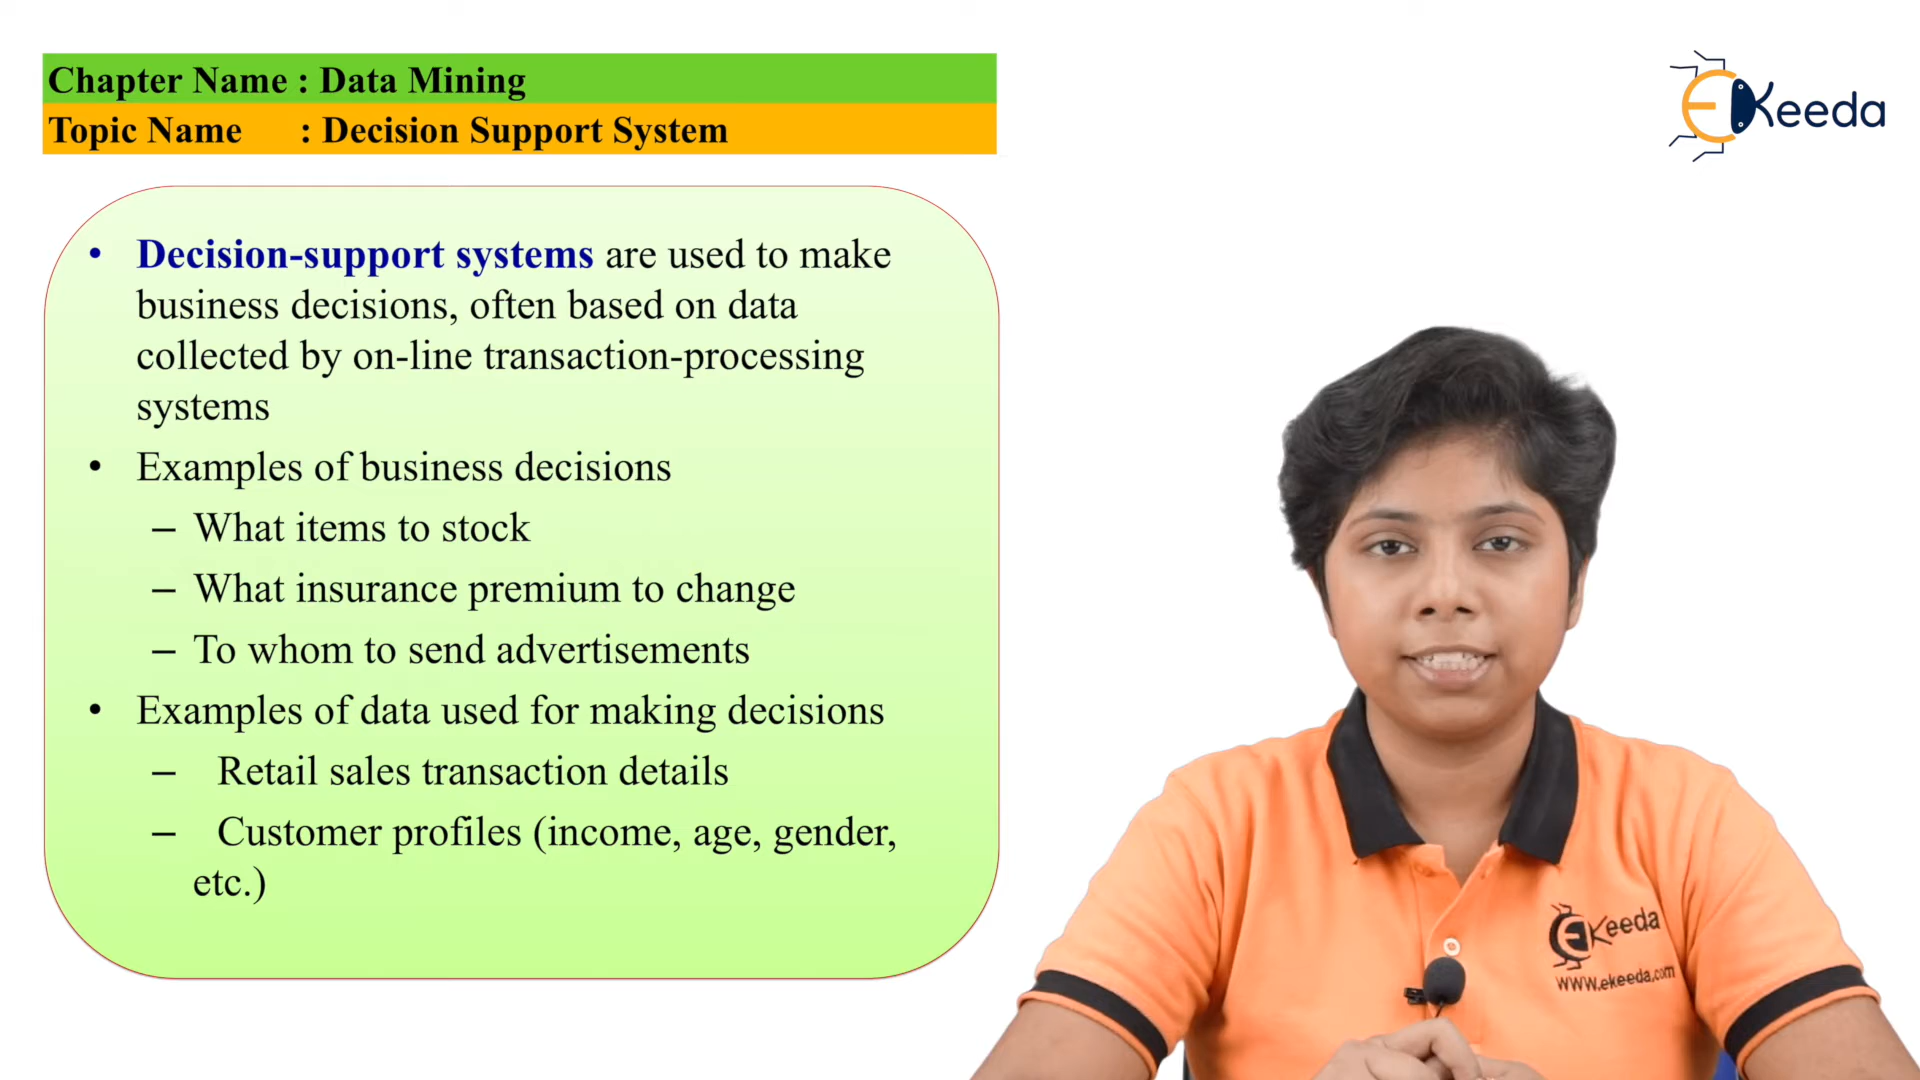 Chapter Name : Data Mining
Topic Name : Decision Support System
EKeeda
• Decision-support systems are used to make
business decisions, often based on data
collected by on-line transaction-processing
systems
• Examples of business decisions
– What items to stock
– What insurance premium to change
– To whom to send advertisements
• Examples of data used for making decisions
– Retail sales transaction details
– Customer profiles (income, age, gender,
etc.)
EKeeda
www.ekeeda.com